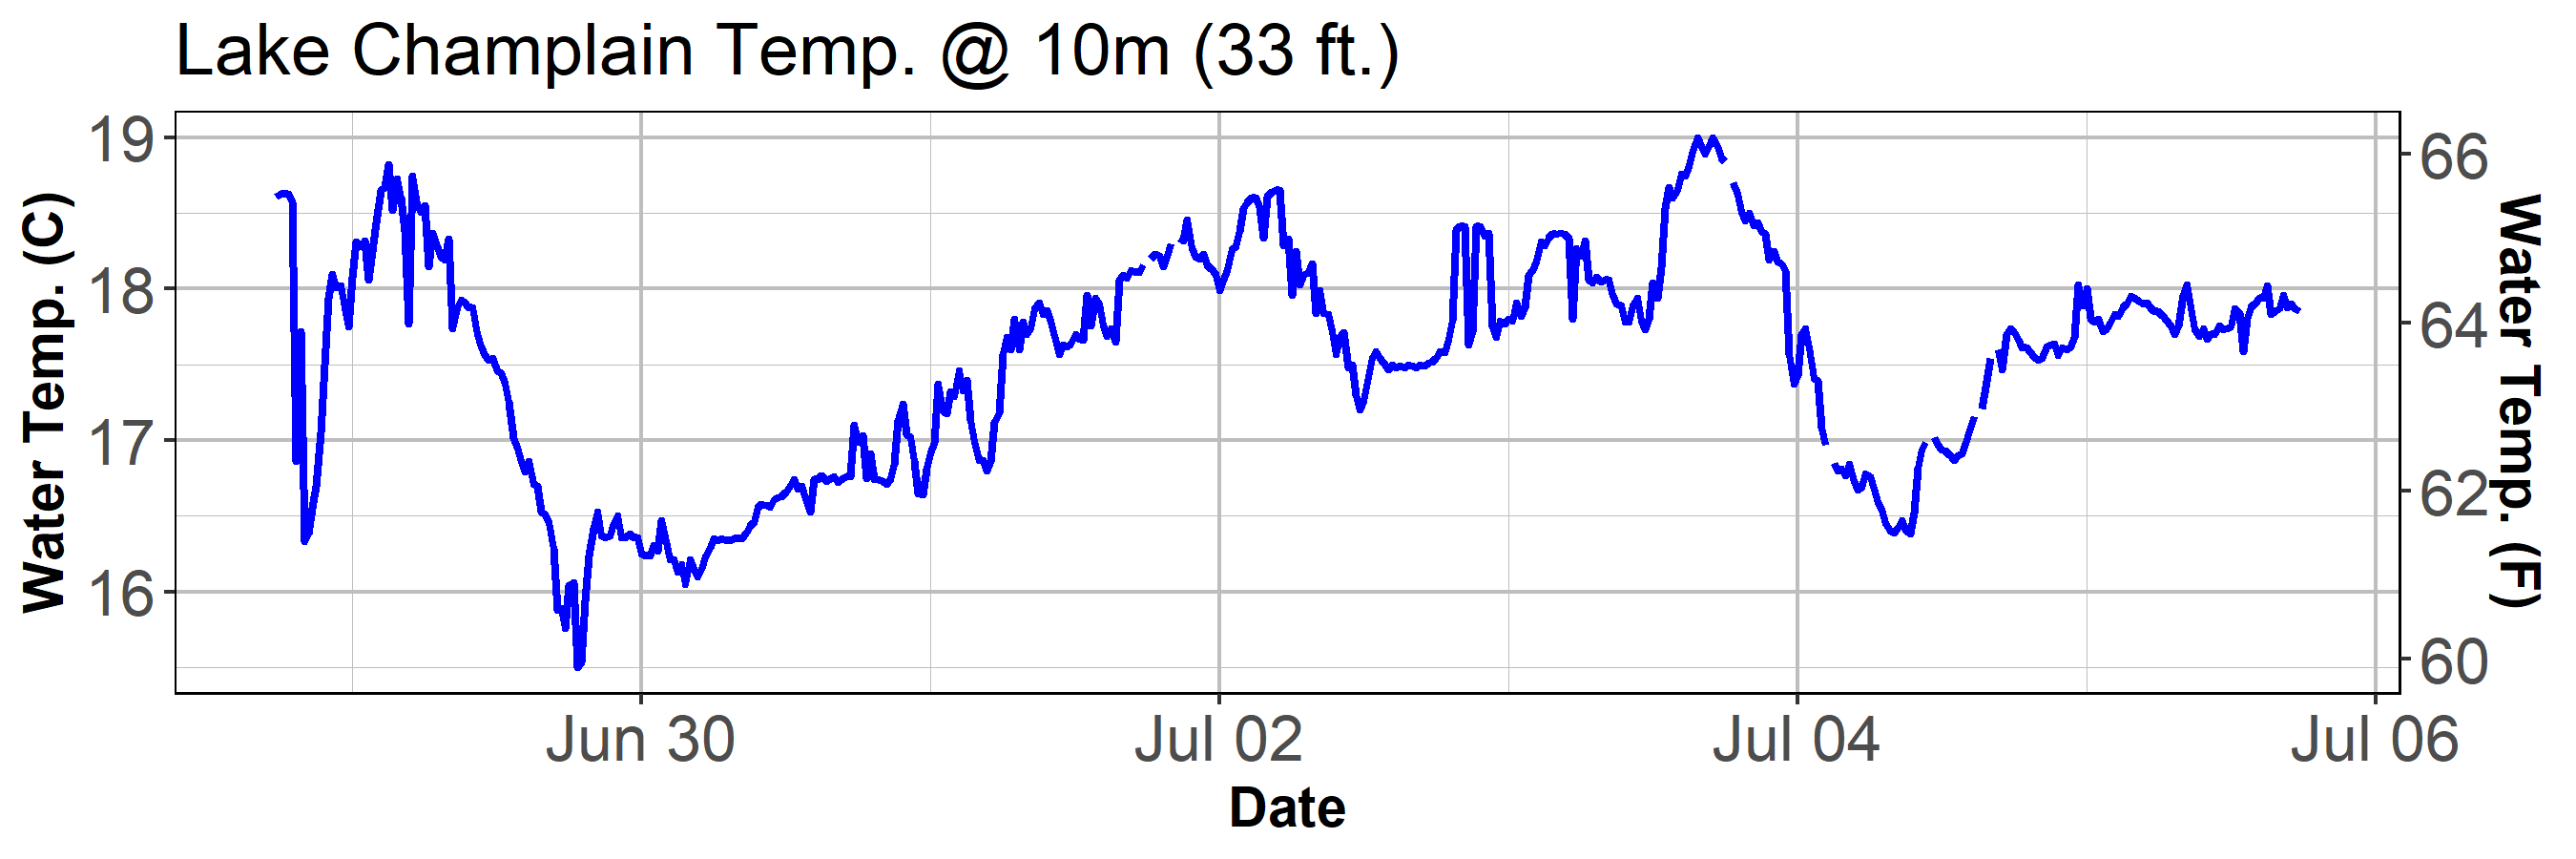 Lake Champlain Temp. @ 10m (33 ft.)
Water Temp. (C)
19
18
17
16
66
64
62
60
Water Temp. (F)
Jun 30
Jul 02
Jul 04
Jul 06
Date